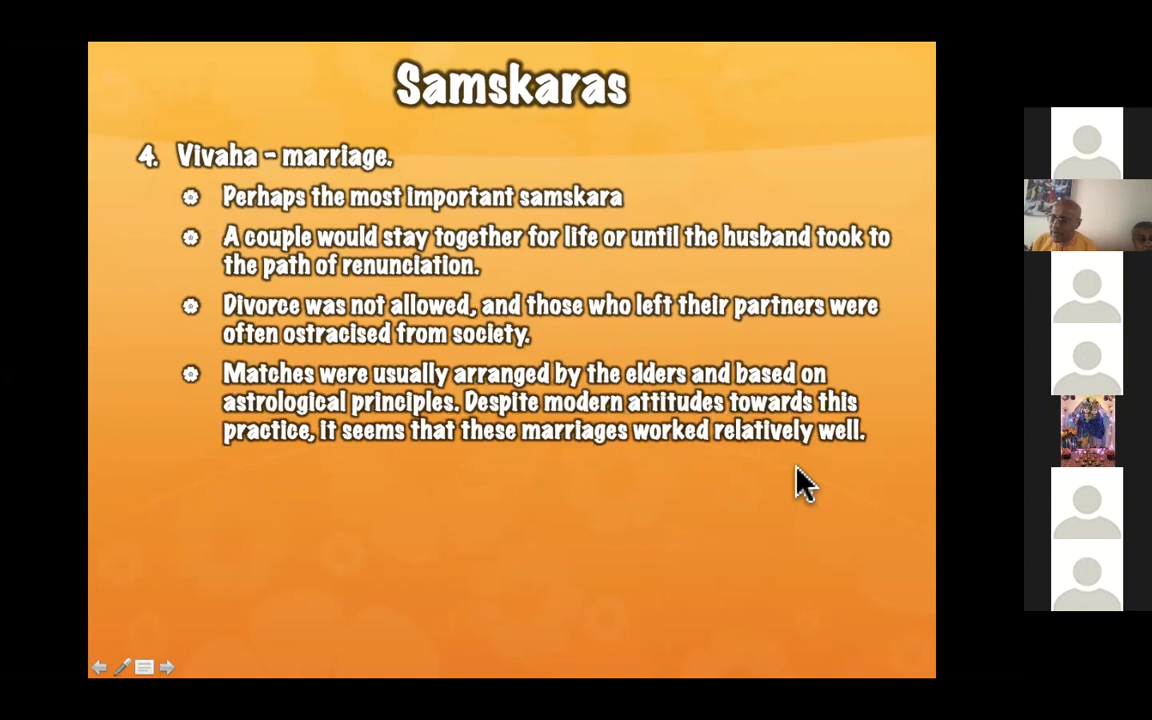 Samskaras
4. Vivaha - marriage.
Perhaps the most important samskara
A couple would stay together for life or until the husband took to
the path of renunciation.
Divorce was not allowed, and those who left their partners were
often ostracised from society.
Matches were usually arranged by the elders and based on
astrological principles. Despite modern attitudes towards this
practice, it seems that these marriages worked relatively well.